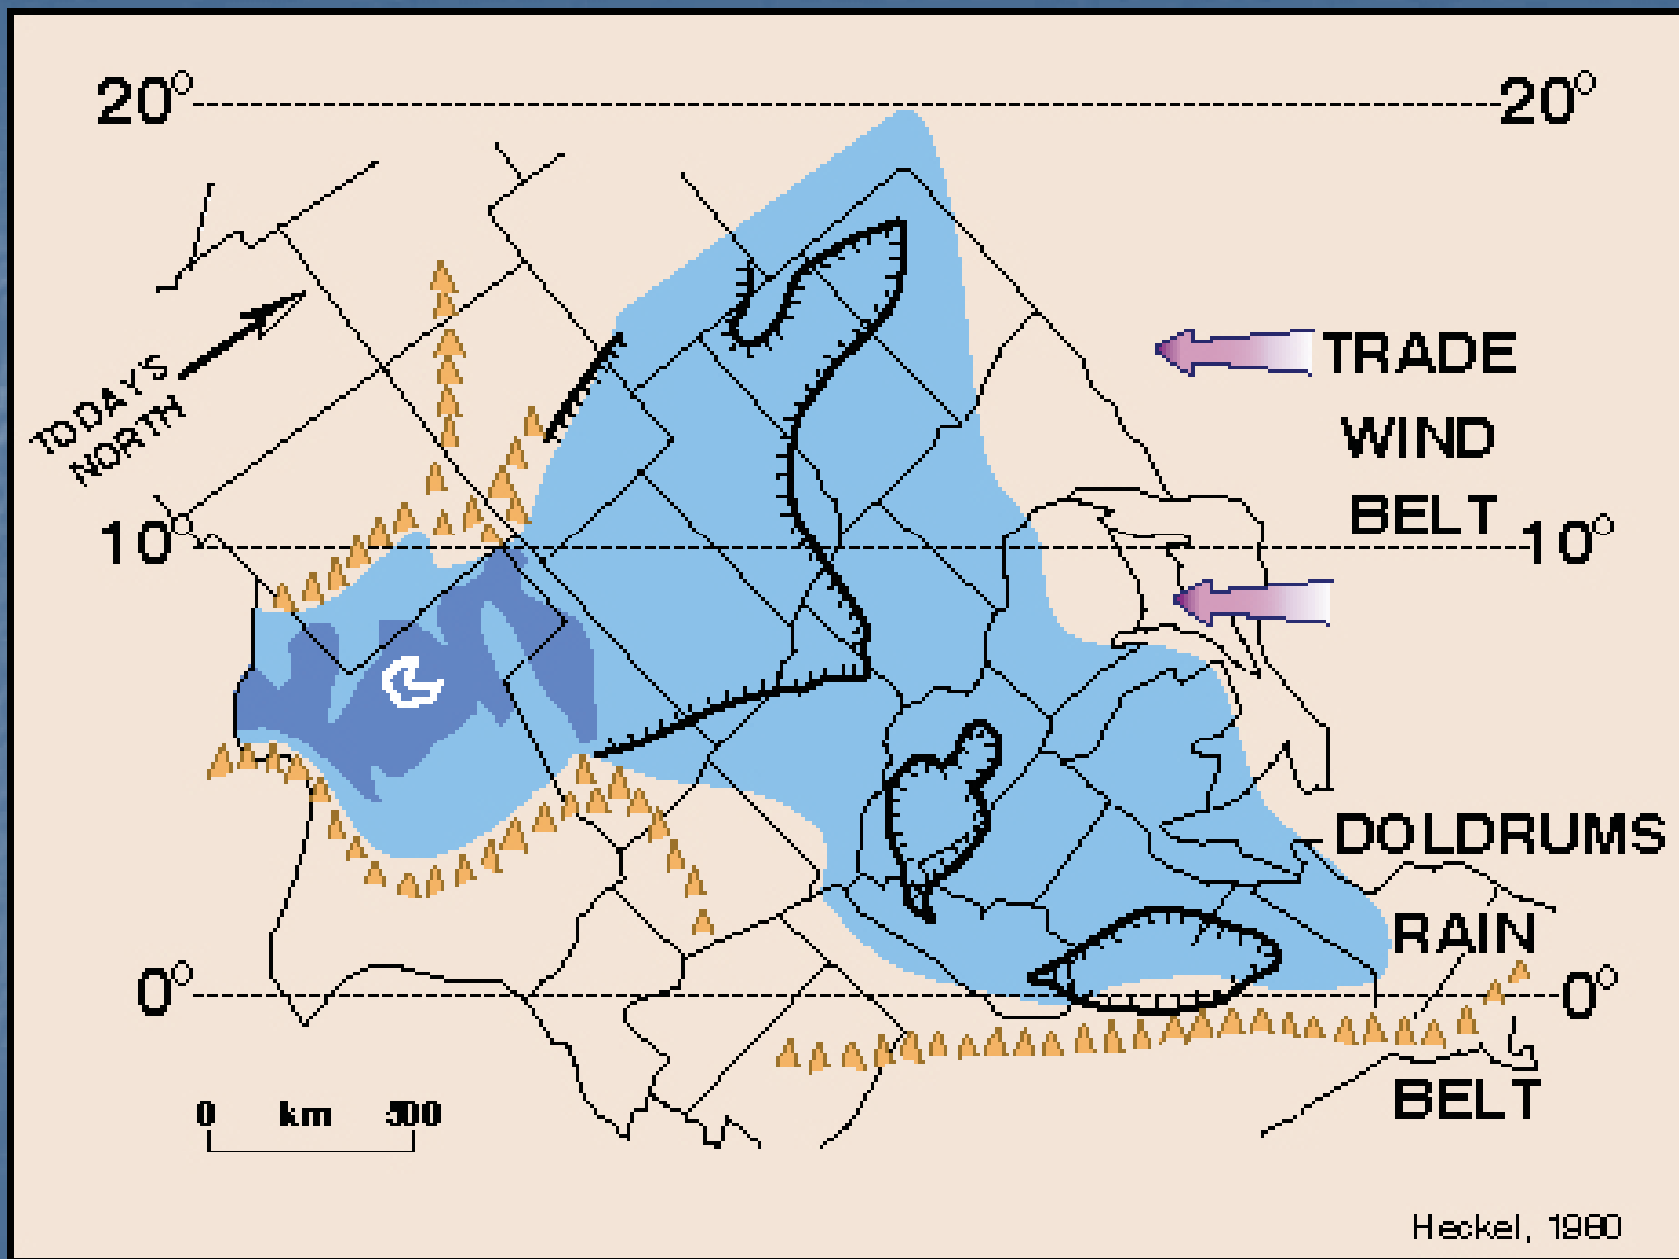 20° 20°
TODAYS
NORTH
TRADE
WIND
BELT
10° 10°
DOLDRUMS
RAIN
0° 0°
BELT
0 km 500
Heckel, 1980